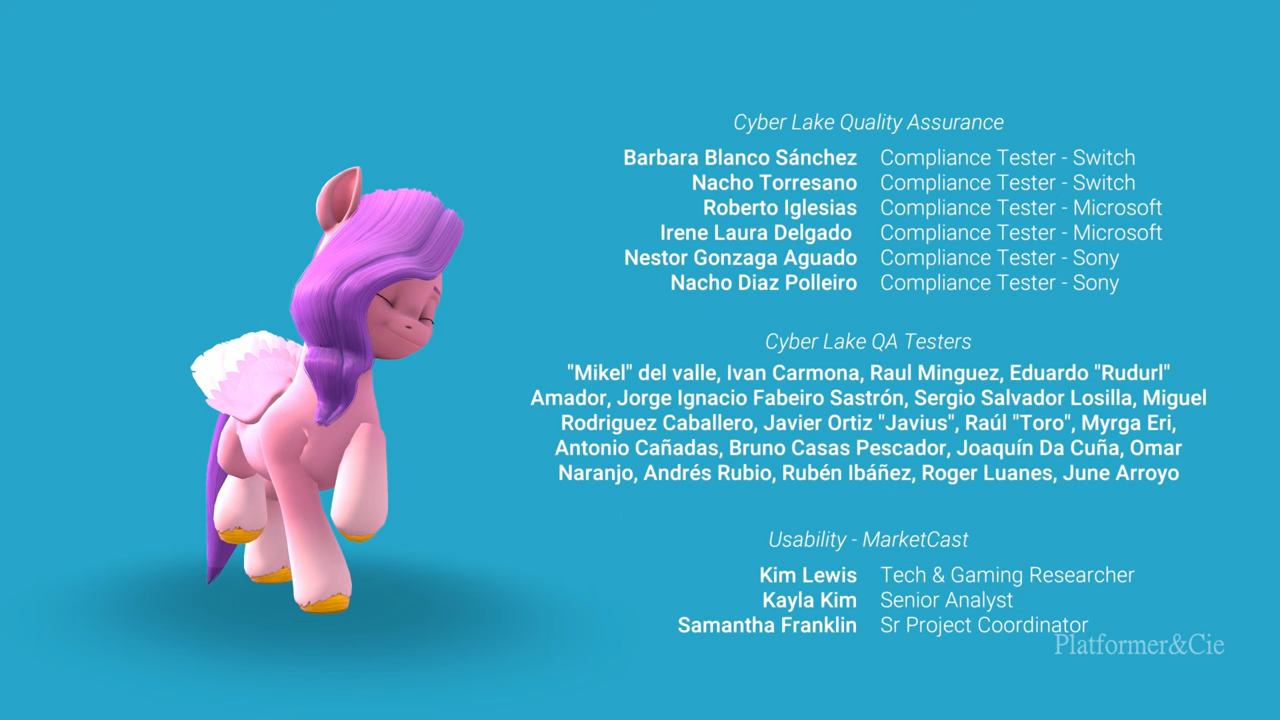 Cyber Lake Quality Assurance
Barbara Blanco Sánchez Compliance Tester - Switch
Nacho Torresano Compliance Tester - Switch
Roberto Iglesias Compliance Tester - Microsoft
Irene Laura Delgado Compliance Tester - Microsoft
Nestor Gonzaga Aguado Compliance Tester - Sony
Nacho Diaz Polleiro Compliance Tester - Sony
Cyber Lake QA Testers
"Mikel" del valle, Ivan Carmona, Raul Minguez, Eduardo "Rudurl"
Amador, Jorge Ignacio Fabeiro Sastrón, Sergio Salvador Losilla, Miguel
Rodriguez Caballero, Javier Ortiz "Javius", Raúl "Toro", Myrga Eri,
Antonio Cañadas, Bruno Casas Pescador, Joaquín Da Cuña, Omar
Naranjo, Andrés Rubio, Rubén Ibáñez, Roger Luanes, June Arroyo
Usability - MarketCast
Kim Lewis Tech & Gaming Researcher
Kayla Kim Senior Analyst
Samantha Franklin Sr Project Coordinator
Platformer&Cie